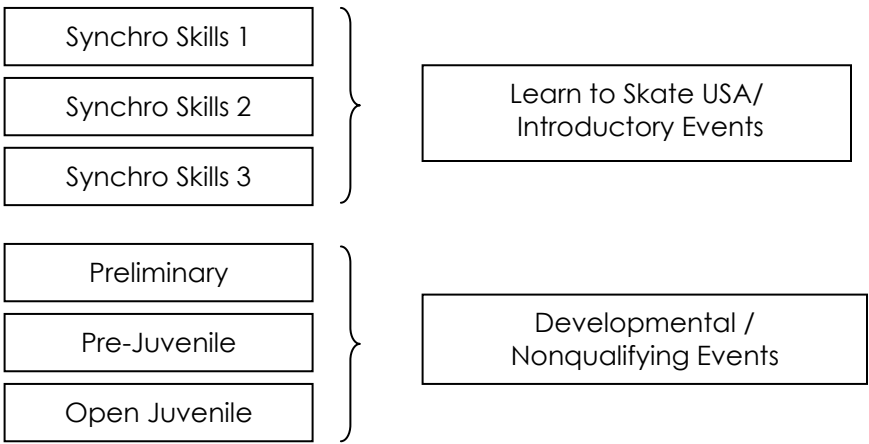 Synchro Skills 1
Synchro Skills 2
Synchro Skills 3
Learn to Skate USA/
Introductory Events
Preliminary
Pre-Juvenile
Open Juvenile
Developmental /
Nonqualifying Events